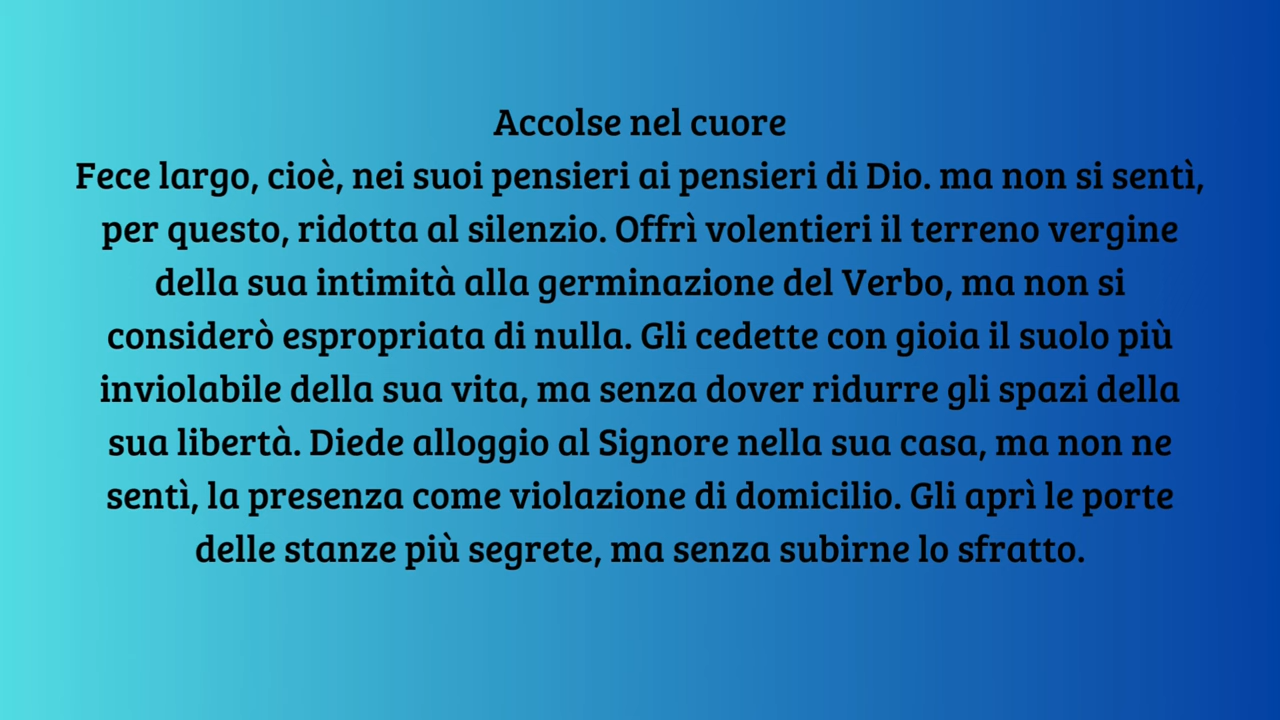 Accolse nel cuore
Fece largo, cioè, nei suoi pensieri ai pensieri di Dio. ma non si sentì,
per questo, ridotta al silenzio. Offrì volentieri il terreno vergine
della sua intimità alla germinazione del Verbo, ma non si
considerò espropriata di nulla. Gli cedette con gioia il suolo più
inviolabile della sua vita, ma senza dover ridurre gli spazi della
sua libertà. Diede alloggio al Signore nella sua casa, ma non ne
sentì, la presenza come violazione di domicilio. Gli aprì le porte
delle stanze più segrete, ma senza subirne lo sfratto.